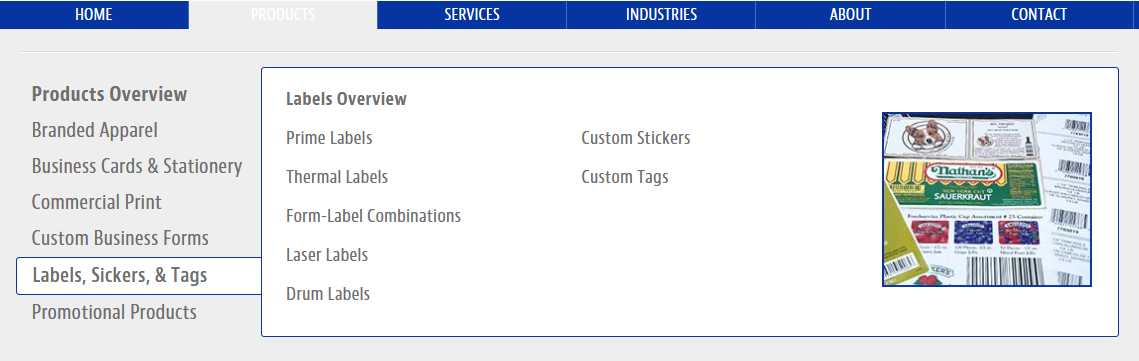 HOME PRODUCTS SERVICES INDUSTRIES ABOUT CONTACT
Products Overview
Branded Apparel
Business Cards & Stationery
Commercial Print
Custom Business Forms
Labels, Sickers, & Tags
Promotional Products
Labels Overview
Prime Labels
Thermal Labels
Form-Label Combinations
Laser Labels
Drum Labels
Custom Stickers
Custom Tags
Nathan's
NEW YORK CUT
SAUERKRAUT
Foodservice Plastic Cup Assortment # 25 Container